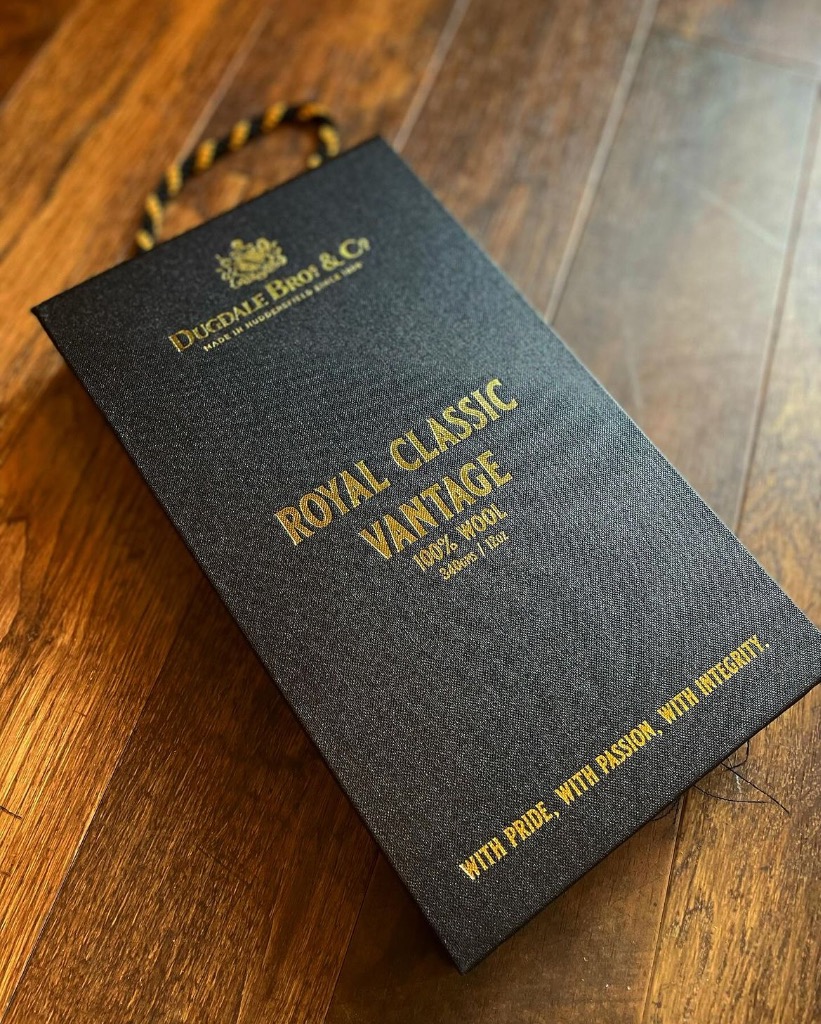 DUGDALE BROS & CO
MADE IN HUDDERSFIELD SINCE 1896
ROYAL CLASSIC
VANTAGE
100% WOOL
340GMS / 12OZ
WITH PRIDE, WITH PASSION, WITH INTEGRITY.